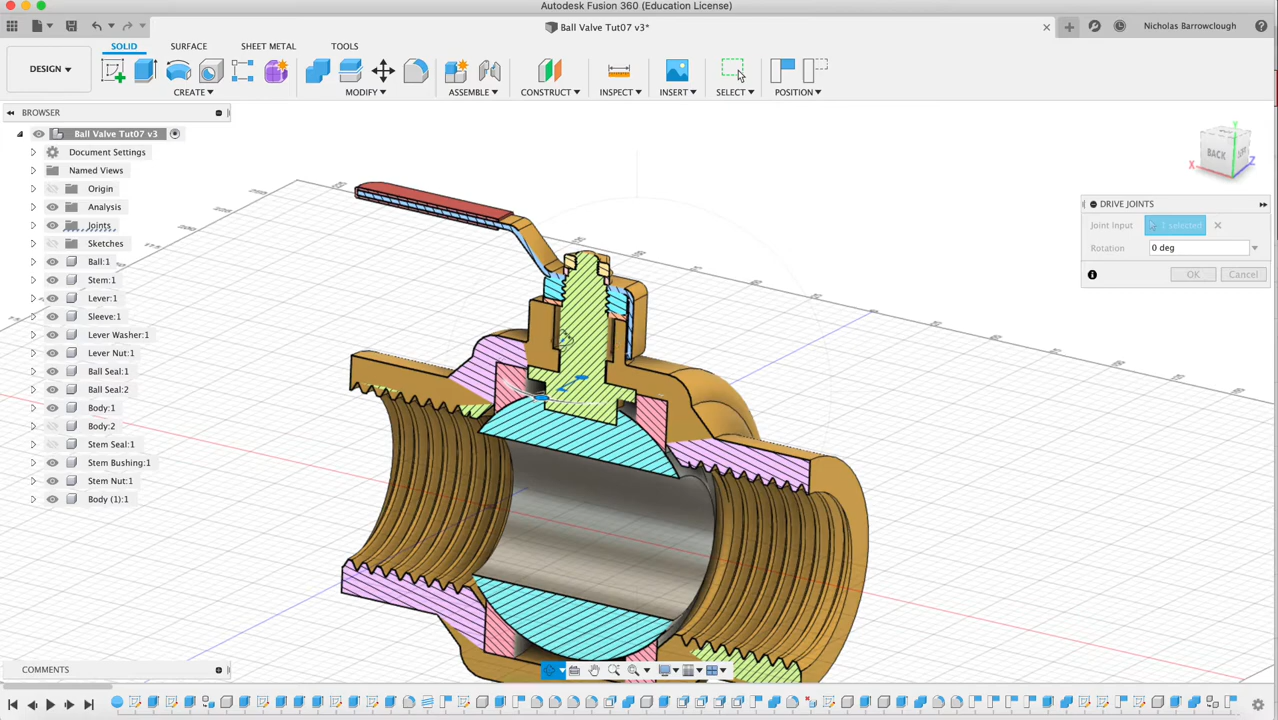 Autodesk Fusion 360 (Education License)
Ball Valve Tut07 v3*
Nicholas Barrowclough
SOLID SURFACE SHEET METAL TOOLS
DESIGN
CREATE MODIFY ASSEMBLE CONSTRUCT INSPECT INSERT SELECT POSITION
BROWSER
Ball Valve Tut07 v3
Document Settings
Named Views
Origin
Analysis
Joints
Sketches
Ball:1
Stem:1
Lever:1
Sleeve:1
Lever Washer:1
Lever Nut:1
Ball Seal:1
Ball Seal:2
Body:1
Body:2
Stem Seal:1
Stem Bushing:1
Stem Nut:1
Body (1):1
Y
BACK
X
Z
DRIVE JOINTS
Joint Input 1 selected
Rotation 0 deg
OK Cancel
COMMENTS